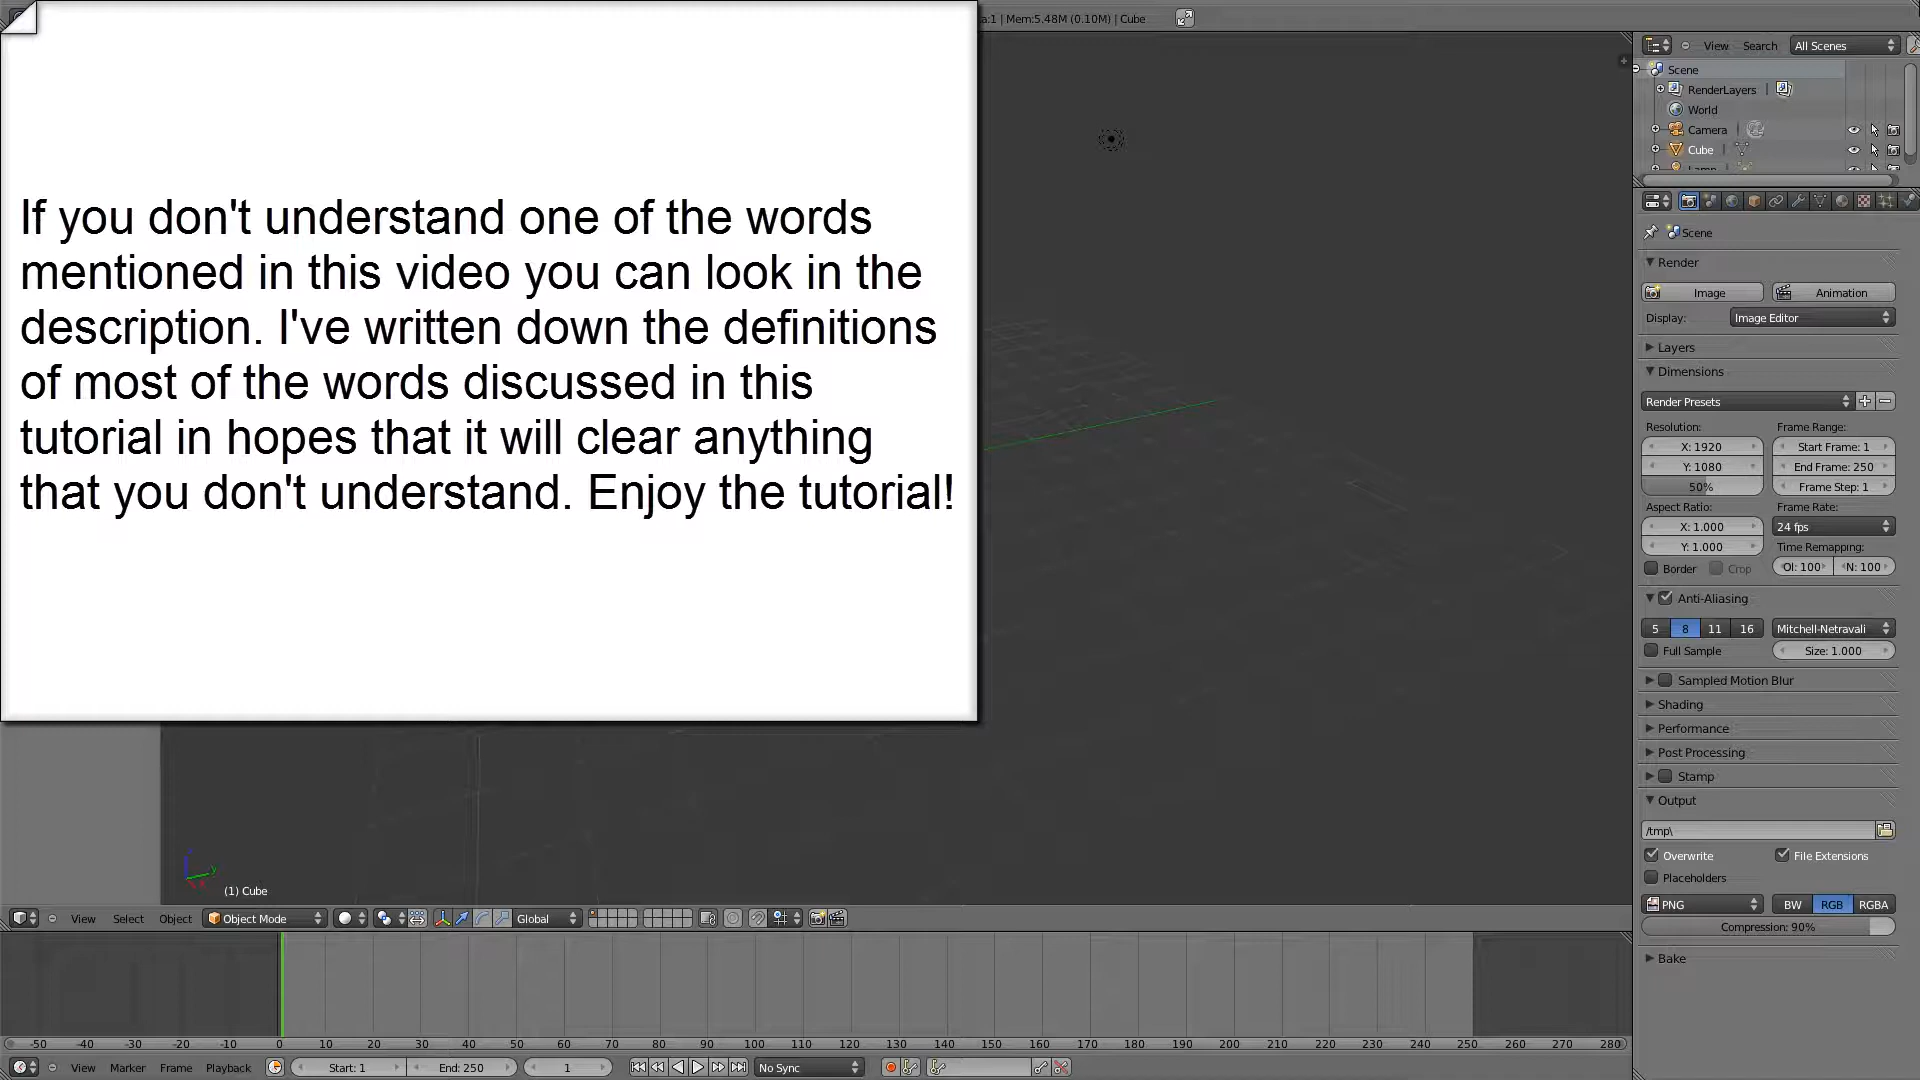 a:1 | Mem:5.48M (0.10M) | Cube
If you don't understand one of the words
mentioned in this video you can look in the
description. I've written down the definitions
of most of the words discussed in this
tutorial in hopes that it will clear anything
that you don't understand. Enjoy the tutorial!
View Search All Scenes
Scene
RenderLayers
World
Camera
Cube
Lamp
Scene
Render
Image Animation
Display: Image Editor
Layers
Dimensions
Render Presets
Resolution: Frame Range:
X: 1920 Start Frame: 1
Y: 1080 End Frame: 250
50% Frame Step: 1
Aspect Ratio: Frame Rate:
X: 1.000 24 fps
Y: 1.000 Time Remapping:
Border Crop Ol: 100 N: 100
Anti-Aliasing
5 8 11 16 Mitchell-Netravali
Full Sample Size: 1.000
Sampled Motion Blur
Shading
Performance
Post Processing
Stamp
Output
/tmp\
Overwrite File Extensions
Placeholders
PNG BW RGB RGBA
Compression: 90%
Bake
(1) Cube
View Select Object Object Mode Global
-50 -40 -30 -20 -10 0 10 20 30 40 50 60 70 80 90 100 110 120 130 140 150 160 170 180 190 200 210 220 230 240 250 260 270 280
View Marker Frame Playback Start: 1 End: 250 1 No Sync